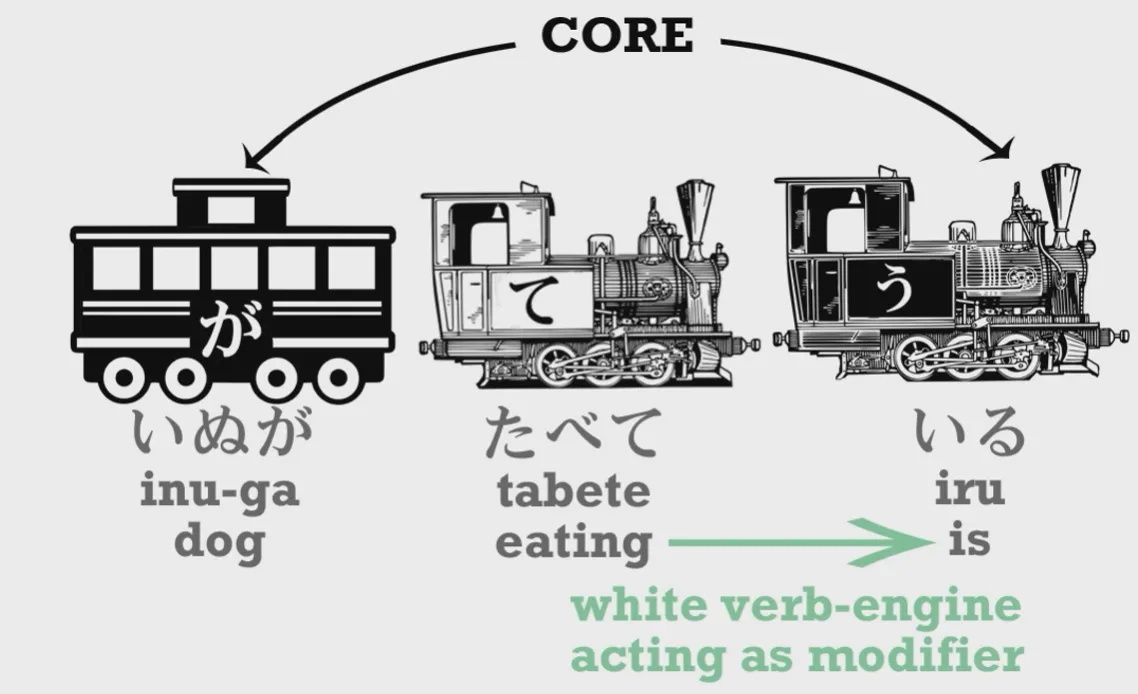 CORE
が
て
う
いぬが
たべて
いる
inu-ga
tabete
iru
dog
eating
is
white verb-engine
acting as modifier